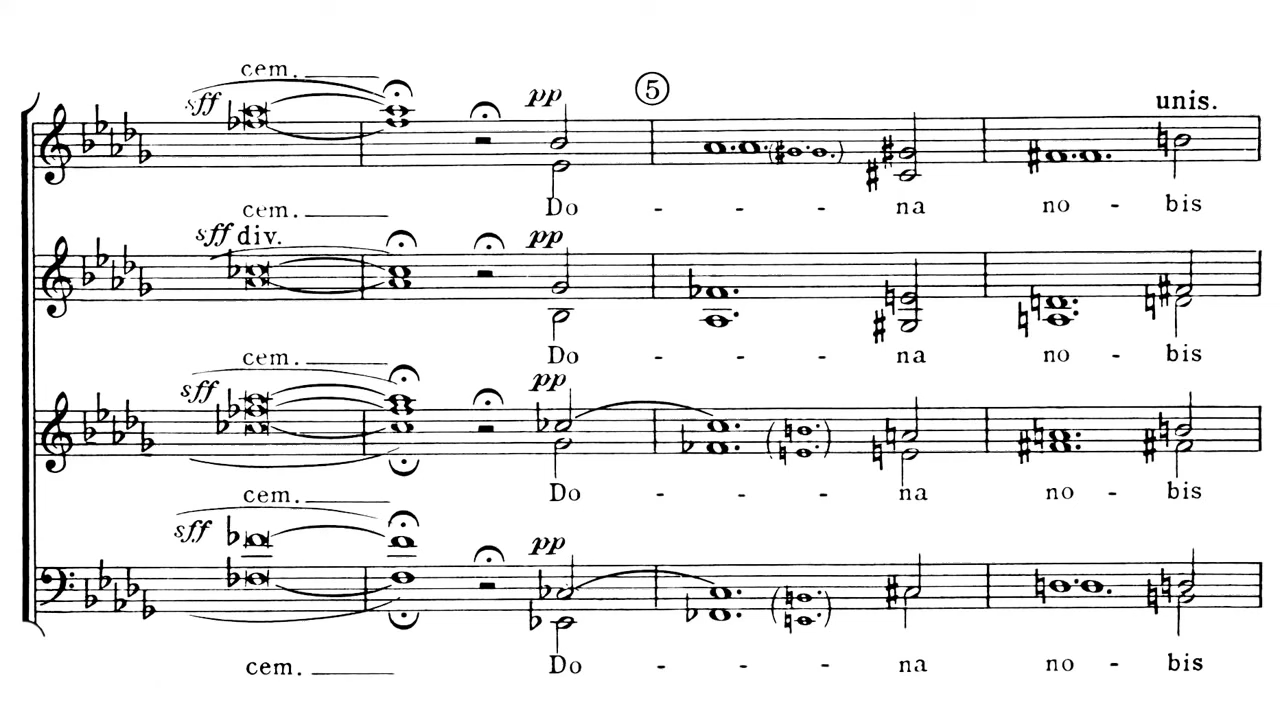 cem.
sff
pp
5
unis.
cem. Do - - - na no - bis
sff div.
pp
cem. Do - - - na no - bis
sff
pp
cem. Do - - - na no - bis
sff
pp
cem. Do - - - na no - bis